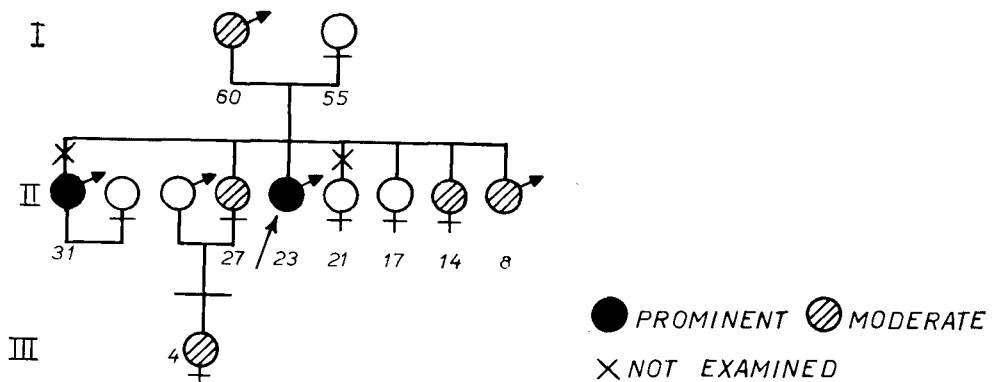 I
60 55
II
31 27 23 21 17 14 8
PROMINENT MODERATE
III
4
NOT EXAMINED